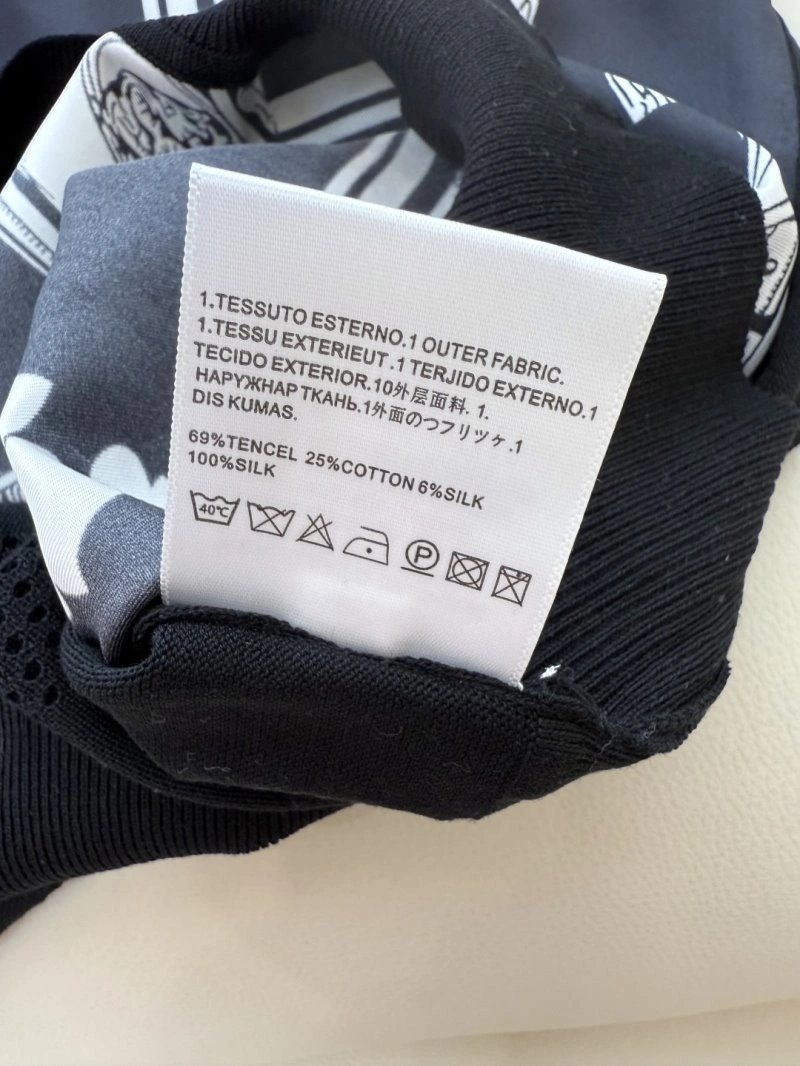 1.TESSUTO ESTERNO.1 OUTER FABRIC.
1.TESSU EXTERIEUT .1 TERJIDO EXTERNO.1
TECIDO EXTERIOR.10外层面料. 1.
НАРУЖНАР ТКАНЬ.1外面のつフリツケ.1
DIS KUMAS.
69%TENCEL 25%COTTON 6%SILK
100%SILK
40℃ P